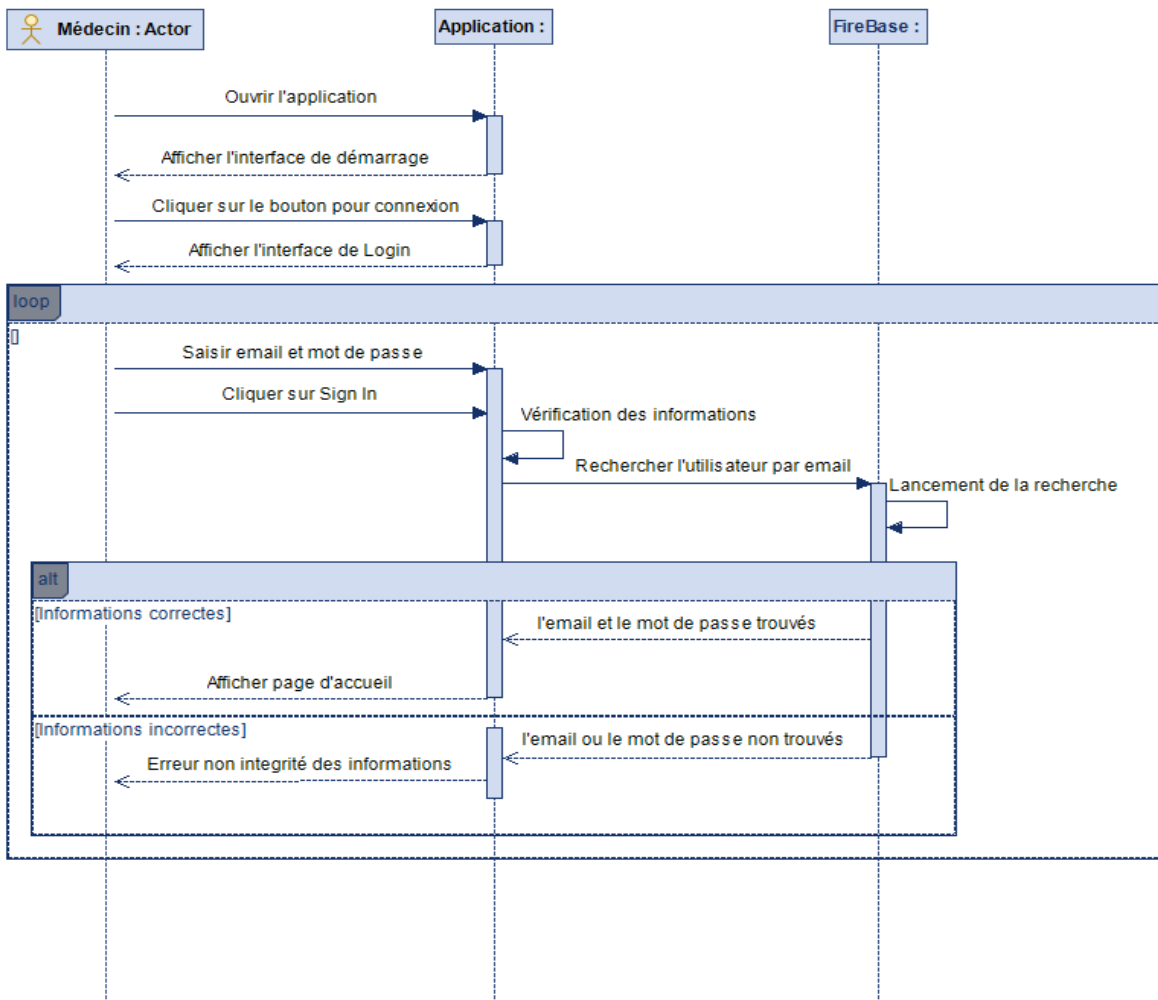 Médecin : Actor
Application :
FireBase :
Ouvrir l'application
Afficher l'interface de démarrage
Cliquer sur le bouton pour connexion
Afficher l'interface de Login
loop
[]
Saisir email et mot de passe
Cliquer sur Sign In
Vérification des informations
Rechercher l'utilisateur par email
Lancement de la recherche
alt
[Informations correctes]
l'email et le mot de passe trouvés
Afficher page d'accueil
[Informations incorrectes]
l'email ou le mot de passe non trouvés
Erreur non integrité des informations